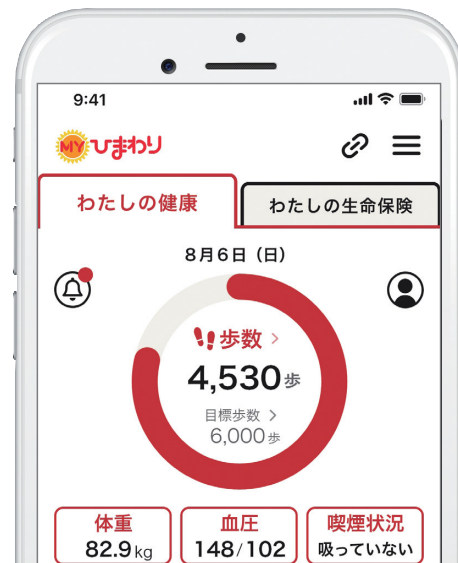 9:41
MYひまわり
わたしの健康
わたしの生命保険
8月6日（日）
歩数
4,530歩
目標歩数
6,000歩
体重
82.9kg
血圧
148/102
喫煙状況
吸っていない